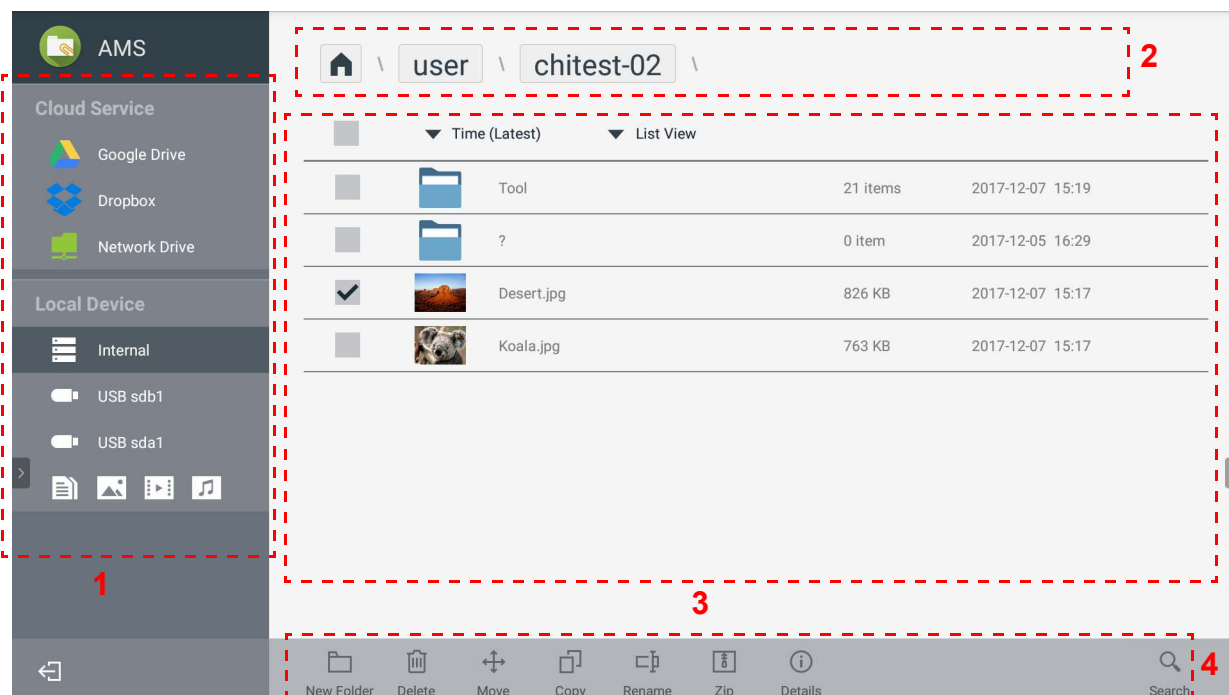 AMS
Cloud Service
Google Drive
Dropbox
Network Drive
Local Device
Internal
USB sdb1
USB sda1
1
\ user \ chitest-02 \
2
Time (Latest) List View
Tool 21 items 2017-12-07 15:19
? 0 item 2017-12-05 16:29
Desert.jpg 826 KB 2017-12-07 15:17
Koala.jpg 763 KB 2017-12-07 15:17
3
New Folder Delete Move Copy Rename Zip Details Search
4